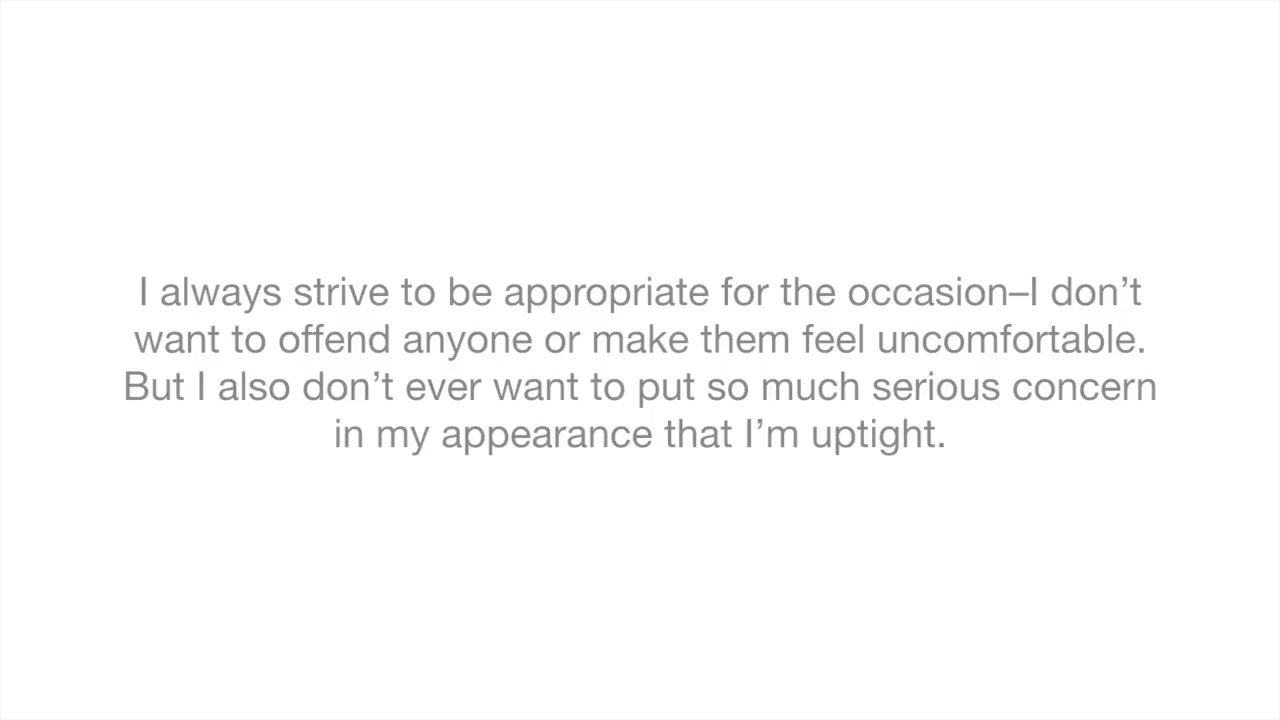 I always strive to be appropriate for the occasion–I don’t
want to offend anyone or make them feel uncomfortable.
But I also don’t ever want to put so much serious concern
in my appearance that I’m uptight.